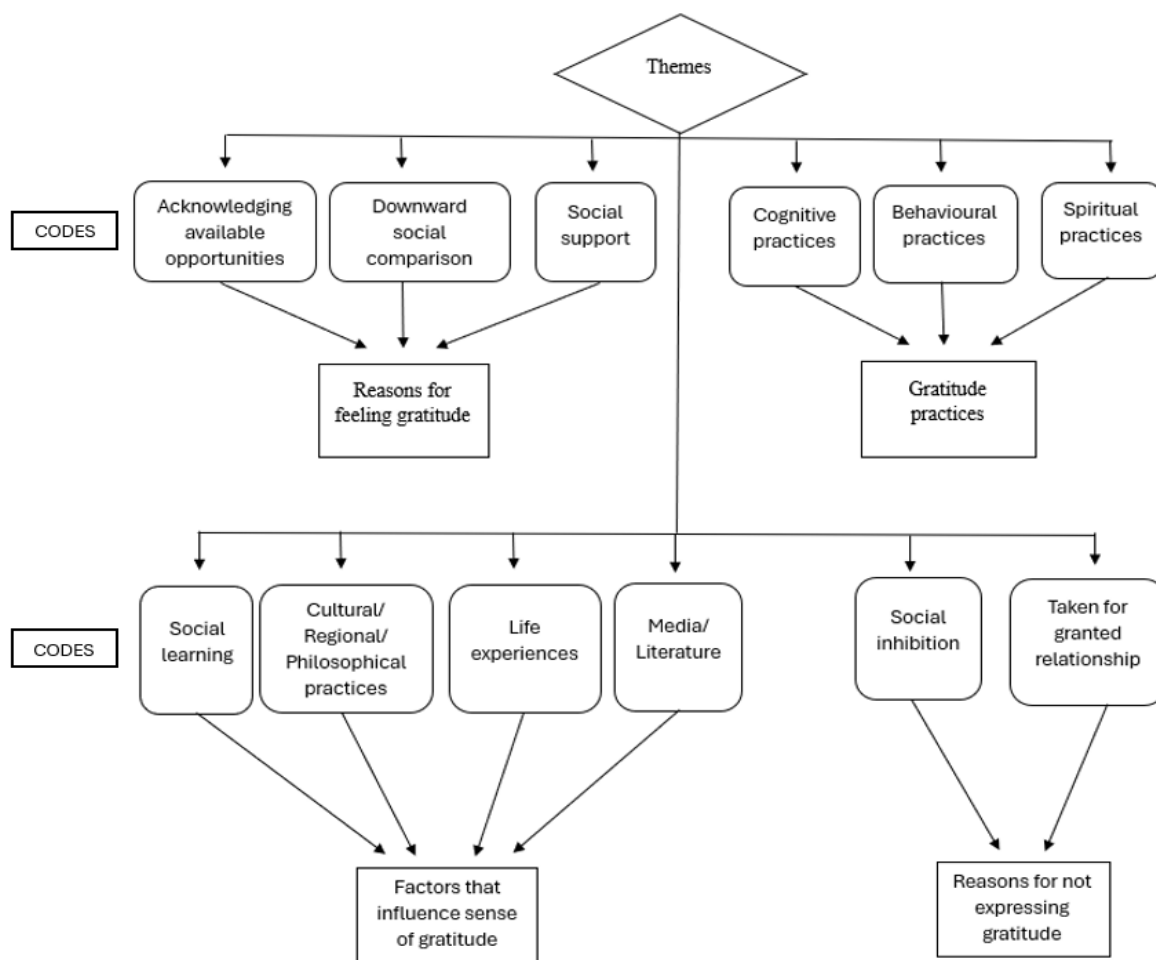 Themes
CODES
Acknowledging
available
opportunities
Downward
social
comparison
Social
support
Cognitive
practices
Behavioural
practices
Spiritual
practices
Reasons for
feeling gratitude
Gratitude
practices
CODES
Social
learning
Cultural/
Regional/
Philosophical
practices
Life
experiences
Media/
Literature
Social
inhibition
Taken for
granted
relationship
Factors that
influence sense
of gratitude
Reasons for not
expressing
gratitude